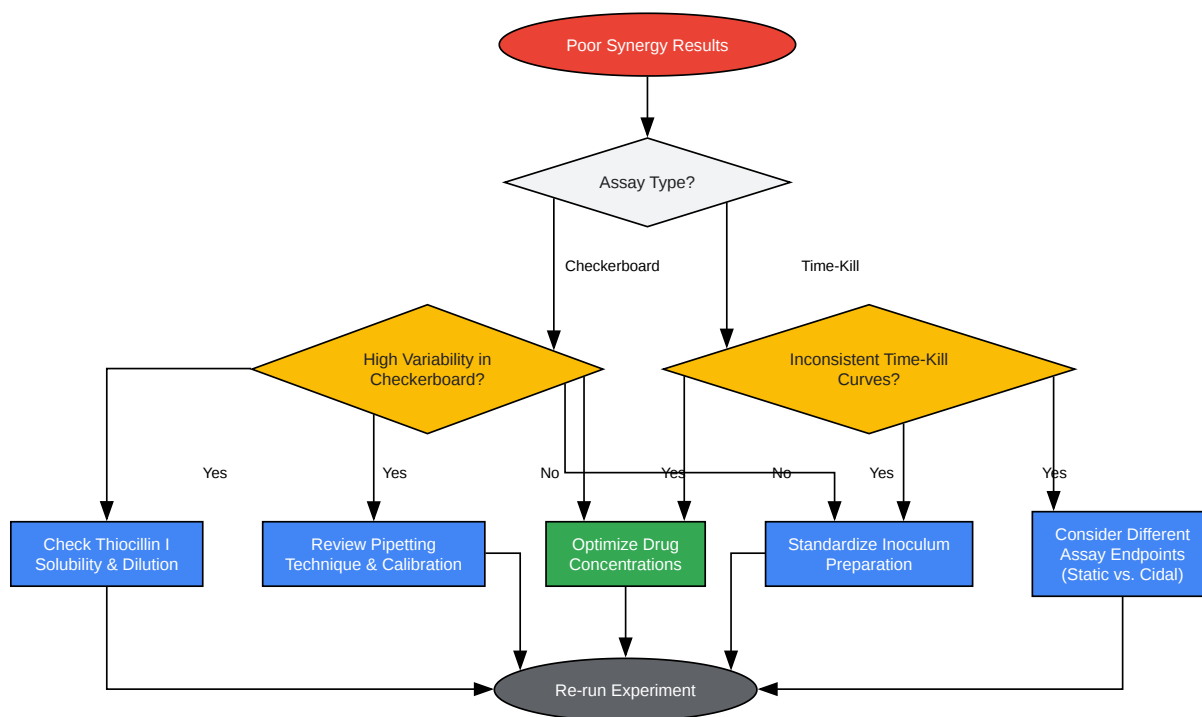 Poor Synergy Results
Assay Type?
Checkerboard
Time-Kill
High Variability in
Checkerboard?
Inconsistent Time-Kill
Curves?
Yes
Yes
No
Yes
No
Yes
Yes
Check Thiocillin I
Solubility & Dilution
Review Pipetting
Technique & Calibration
Optimize Drug
Concentrations
Standardize Inoculum
Preparation
Consider Different
Assay Endpoints
(Static vs. Cidal)
Re-run Experiment